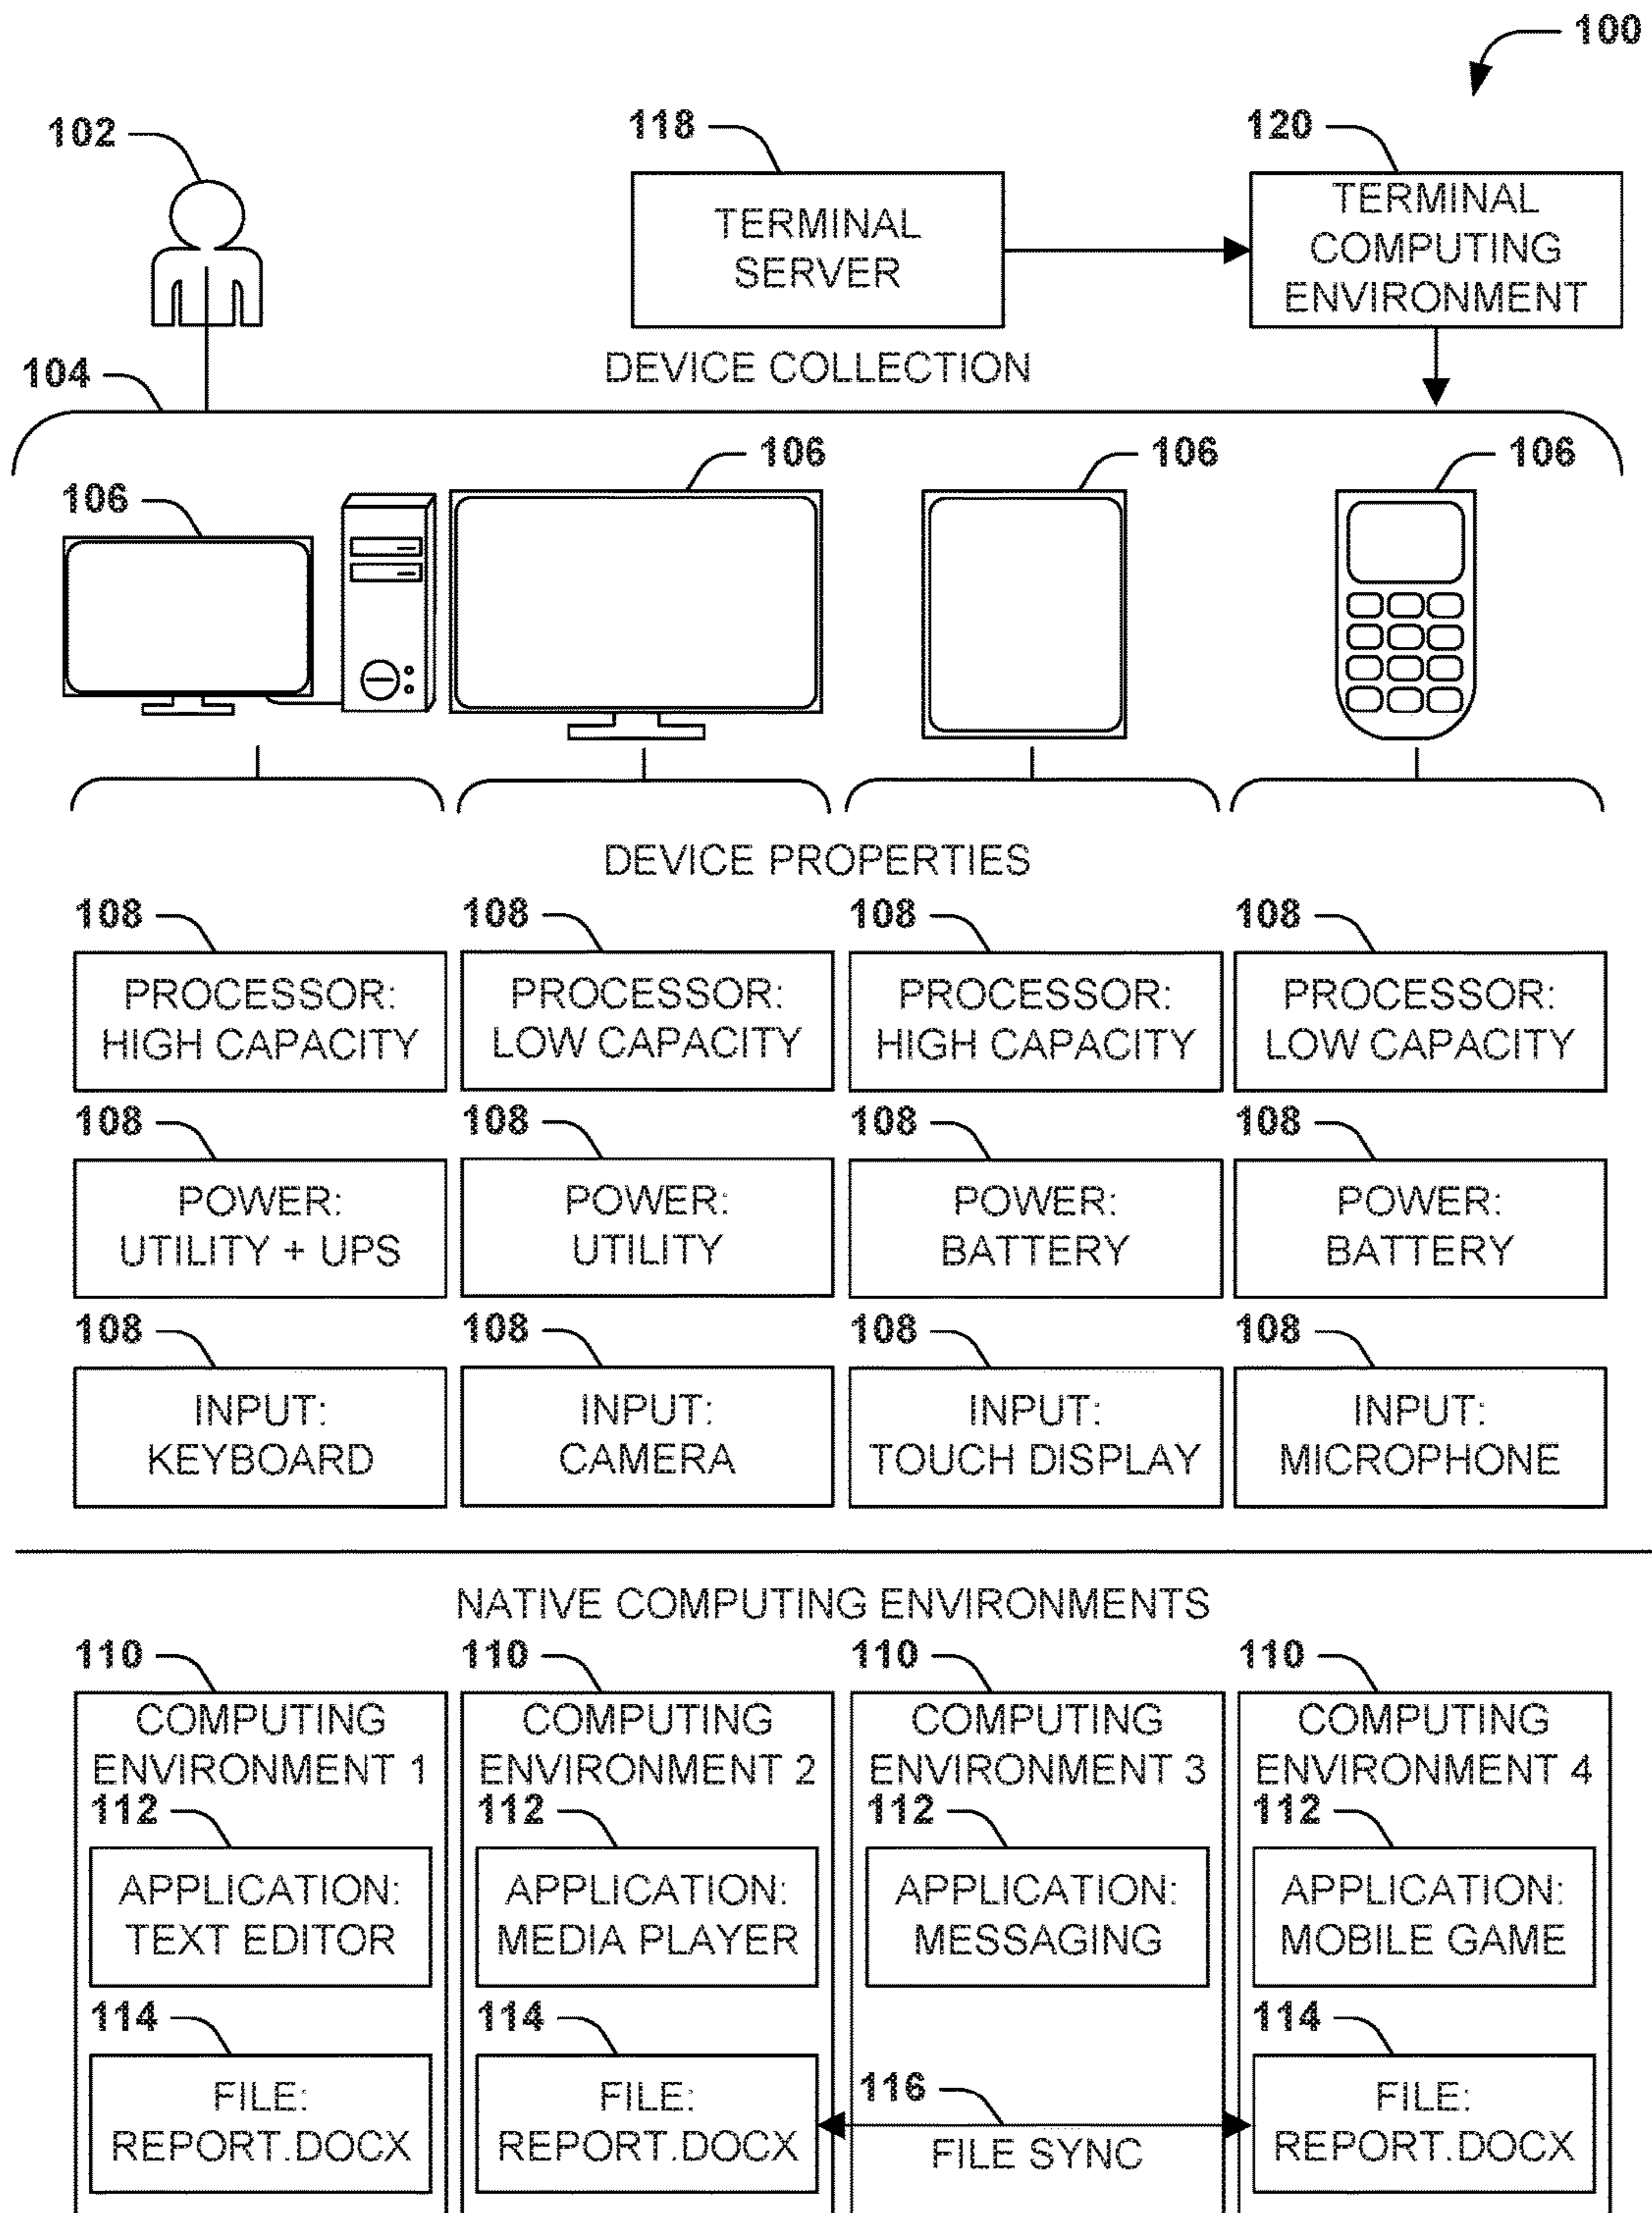 100
102
118
120
TERMINAL
SERVER
TERMINAL
COMPUTING
ENVIRONMENT
104
DEVICE COLLECTION
106
106
106
106
DEVICE PROPERTIES
108
108
108
108
PROCESSOR:
HIGH CAPACITY
PROCESSOR:
LOW CAPACITY
PROCESSOR:
HIGH CAPACITY
PROCESSOR:
LOW CAPACITY
108
108
108
108
POWER:
UTILITY + UPS
POWER:
UTILITY
POWER:
BATTERY
POWER:
BATTERY
108
108
108
108
INPUT:
KEYBOARD
INPUT:
CAMERA
INPUT:
TOUCH DISPLAY
INPUT:
MICROPHONE
NATIVE COMPUTING ENVIRONMENTS
110
110
110
110
COMPUTING
ENVIRONMENT 1
COMPUTING
ENVIRONMENT 2
COMPUTING
ENVIRONMENT 3
COMPUTING
ENVIRONMENT 4
112
112
112
112
APPLICATION:
TEXT EDITOR
APPLICATION:
MEDIA PLAYER
APPLICATION:
MESSAGING
APPLICATION:
MOBILE GAME
114
114
114
FILE:
REPORT.DOCX
FILE:
REPORT.DOCX
116
FILE SYNC
FILE:
REPORT.DOCX